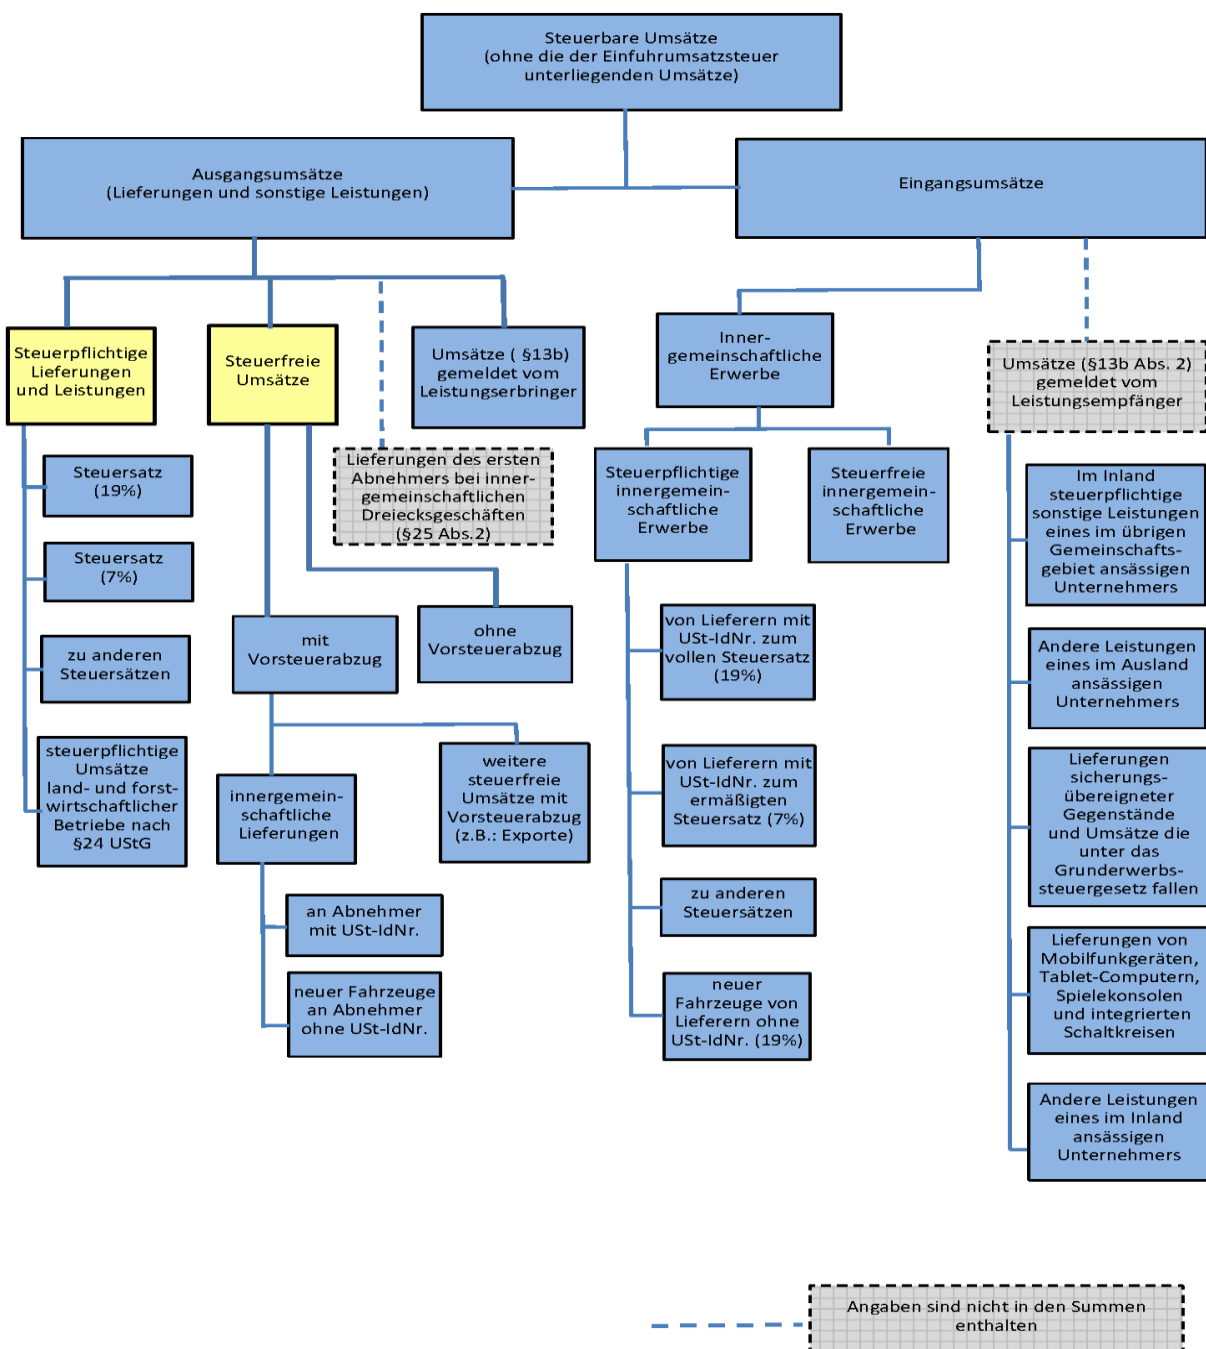 Steuerbare Umsätze
(ohne die der Einfuhrumsatzsteuer
unterliegenden Umsätze)
Ausgangsumsätze
(Lieferungen und sonstige Leistungen)
Eingangsumsätze
Steuerpflichtige
Lieferungen
und Leistungen
Steuerfreie
Umsätze
Umsätze ( §13b)
gemeldet vom
Leistungserbringer
Inner-
gemeinschaftliche
Erwerbe
Umsätze (§13b Abs. 2)
gemeldet vom
Leistungsempfänger
Lieferungen des ersten
Abnehmers bei inner-
gemeinschaftlichen
Dreiecksgeschäften
(§25 Abs.2)
Steuerpflichtige
innergemein-
schaftliche
Erwerbe
Steuerfreie
innergemein-
schaftliche
Erwerbe
Steuersatz
(19%)
Steuersatz
(7%)
zu anderen
Steuersätzen
steuerpflichtige
Umsätze
land- und forst-
wirtschaftlicher
Betriebe nach
§24 UStG
mit
Vorsteuerabzug
ohne
Vorsteuerabzug
innergemein-
schaftliche
Lieferungen
weitere
steuerfreie
Umsätze mit
Vorsteuerabzug
(z.B.: Exporte)
an Abnehmer
mit USt-IdNr.
neuer Fahrzeuge
an Abnehmer
ohne USt-IdNr.
von Lieferern mit
USt-IdNr. zum
vollen Steuersatz
(19%)
von Lieferern mit
USt-IdNr. zum
ermäßigten
Steuersatz (7%)
zu anderen
Steuersätzen
neuer
Fahrzeuge von
Lieferern ohne
USt-IdNr. (19%)
Im Inland
steuerpflichtige
sonstige Leistungen
eines im übrigen
Gemeinschafts-
gebiet ansässigen
Unternehmers
Andere Leistungen
eines im Ausland
ansässigen
Unternehmers
Lieferungen
sicherungs-
übereigneter
Gegenstände
und Umsätze die
unter das
Grunderwerbs-
steuergesetz fallen
Lieferungen von
Mobilfunkgeräten,
Tablet-Computern,
Spielekonsolen
und integrierten
Schaltkreisen
Andere Leistungen
eines im Inland
ansässigen
Unternehmers
Angaben sind nicht in den Summen
enthalten